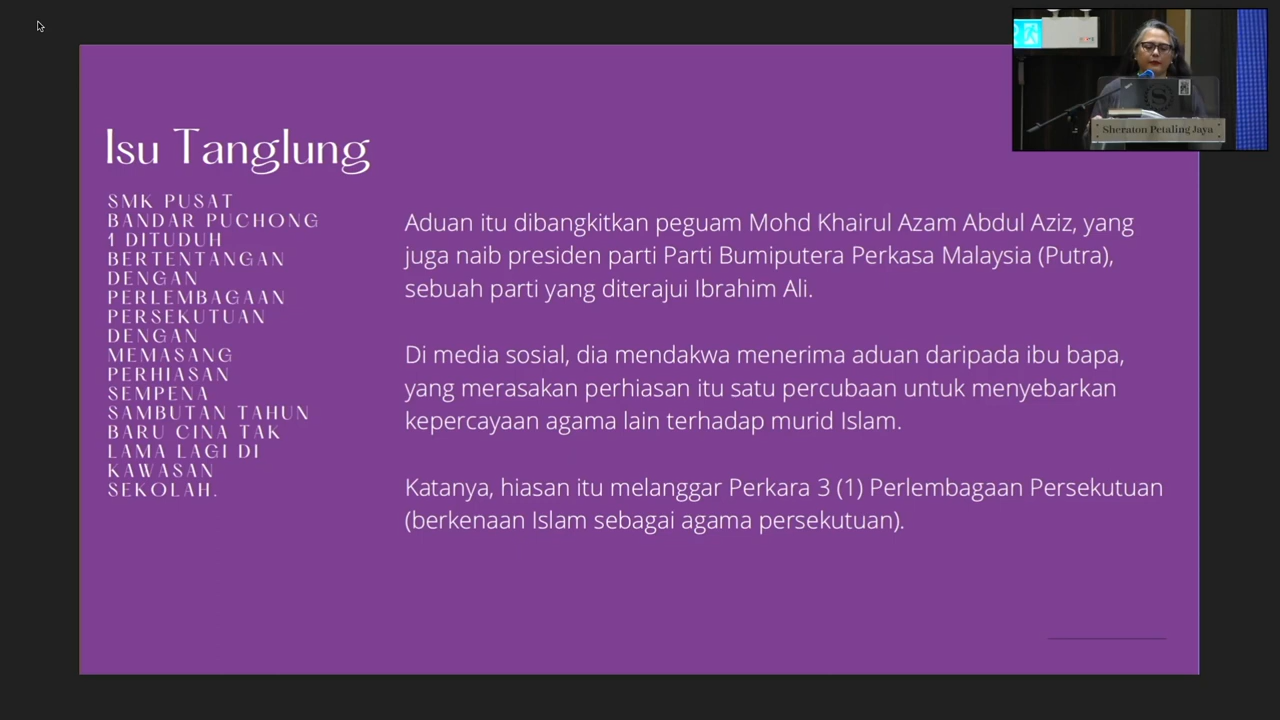 Isu Tanglung
SMK PUSAT
BANDAR PUCHONG
1 DITUDUH
BERTENTANGAN
DENGAN
PERLEMBAGAAN
PERSEKUTUAN
DENGAN
MEMASANG
PERHIASAN
SEMPENA
SAMBUTAN TAHUN
BARU CINA TAK
LAMA LAGI DI
KAWASAN
SEKOLAH.
Aduan itu dibangkitkan peguam Mohd Khairul Azam Abdul Aziz, yang
juga naib presiden parti Parti Bumiputera Perkasa Malaysia (Putra),
sebuah parti yang diterajui Ibrahim Ali.
Di media sosial, dia mendakwa menerima aduan daripada ibu bapa,
yang merasakan perhiasan itu satu percubaan untuk menyebarkan
kepercayaan agama lain terhadap murid Islam.
Katanya, hiasan itu melanggar Perkara 3 (1) Perlembagaan Persekutuan
(berkenaan Islam sebagai agama persekutuan).
Sheraton Petaling Jaya